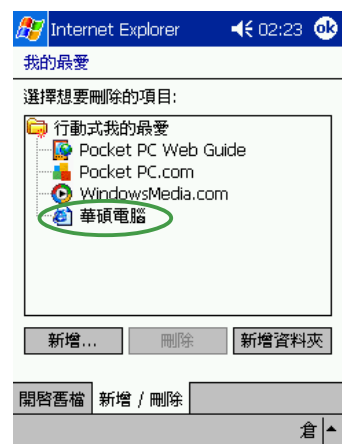 Internet Explorer 02:23 ok
我的最愛
選擇想要刪除的項目:
行動式我的最愛
Pocket PC Web Guide
Pocket PC.com
WindowsMedia.com
華碩電腦
新增... 刪除 新增資料夾
開啓舊檔 新增 / 刪除
倉